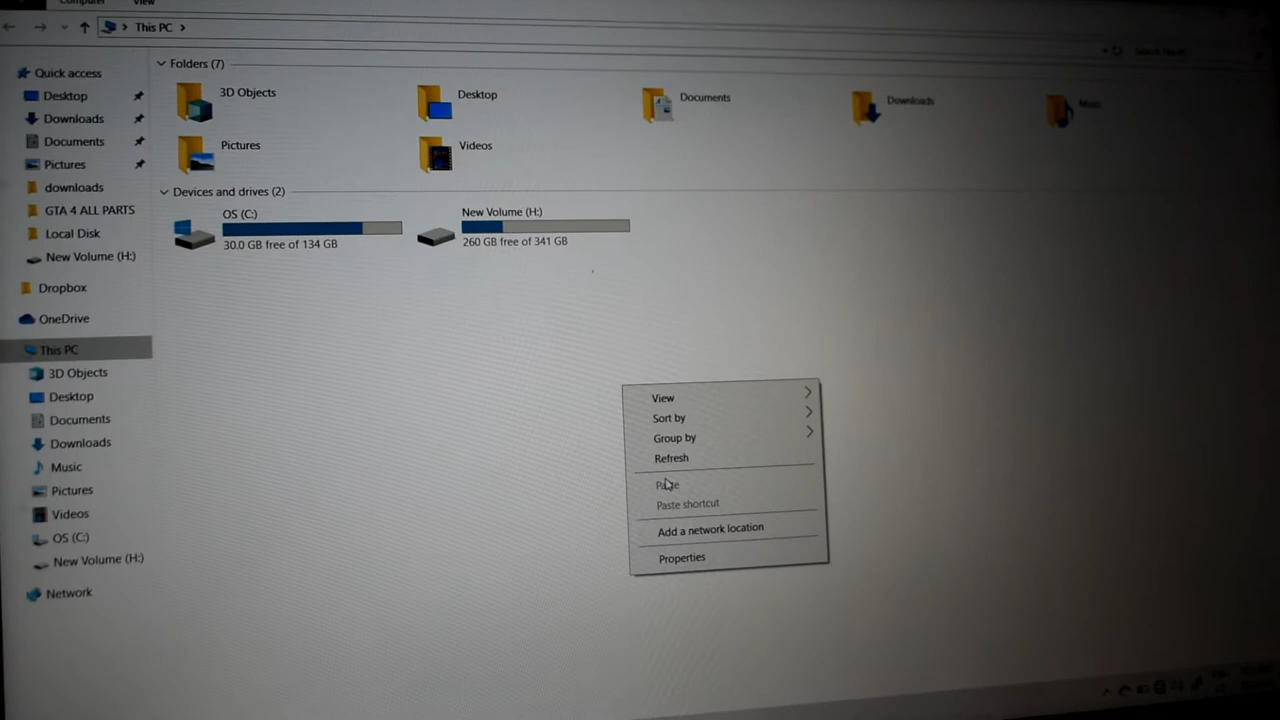 Computer View
This PC
Search This PC
Quick access
Desktop
Downloads
Documents
Pictures
downloads
GTA 4 ALL PARTS
Local Disk
New Volume (H:)
Dropbox
OneDrive
This PC
3D Objects
Desktop
Documents
Downloads
Music
Pictures
Videos
OS (C:)
New Volume (H:)
Network
Folders (7)
3D Objects
Desktop
Documents
Downloads
Music
Pictures
Videos
Devices and drives (2)
OS (C:)
30.0 GB free of 134 GB
New Volume (H:)
260 GB free of 341 GB
View
Sort by
Group by
Refresh
Paste
Paste shortcut
Add a network location
Properties